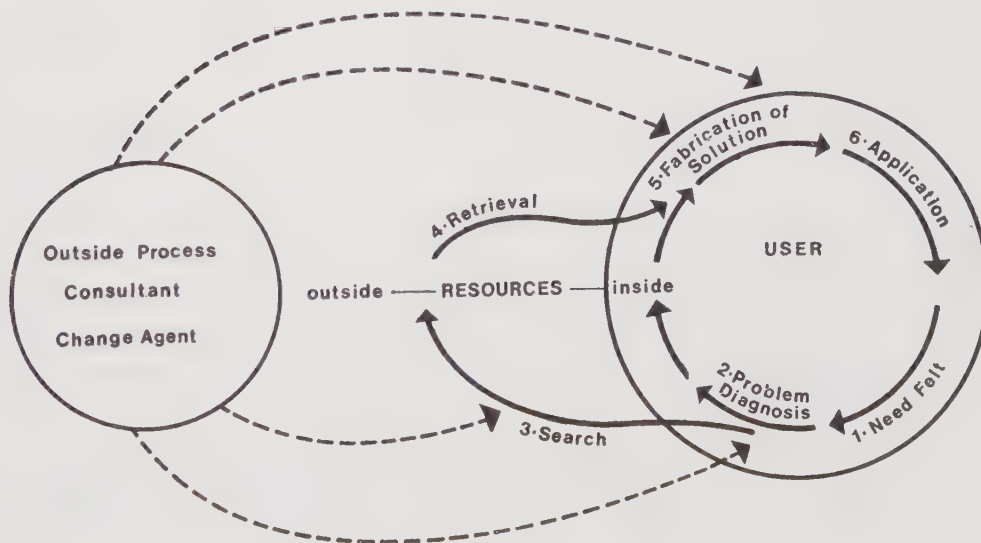 Outside Process
Consultant
Change Agent
outside — RESOURCES — inside
USER
1·Need Felt
2·Problem
Diagnosis
3·Search
4·Retrieval
5·Fabrication of
Solution
6·Application